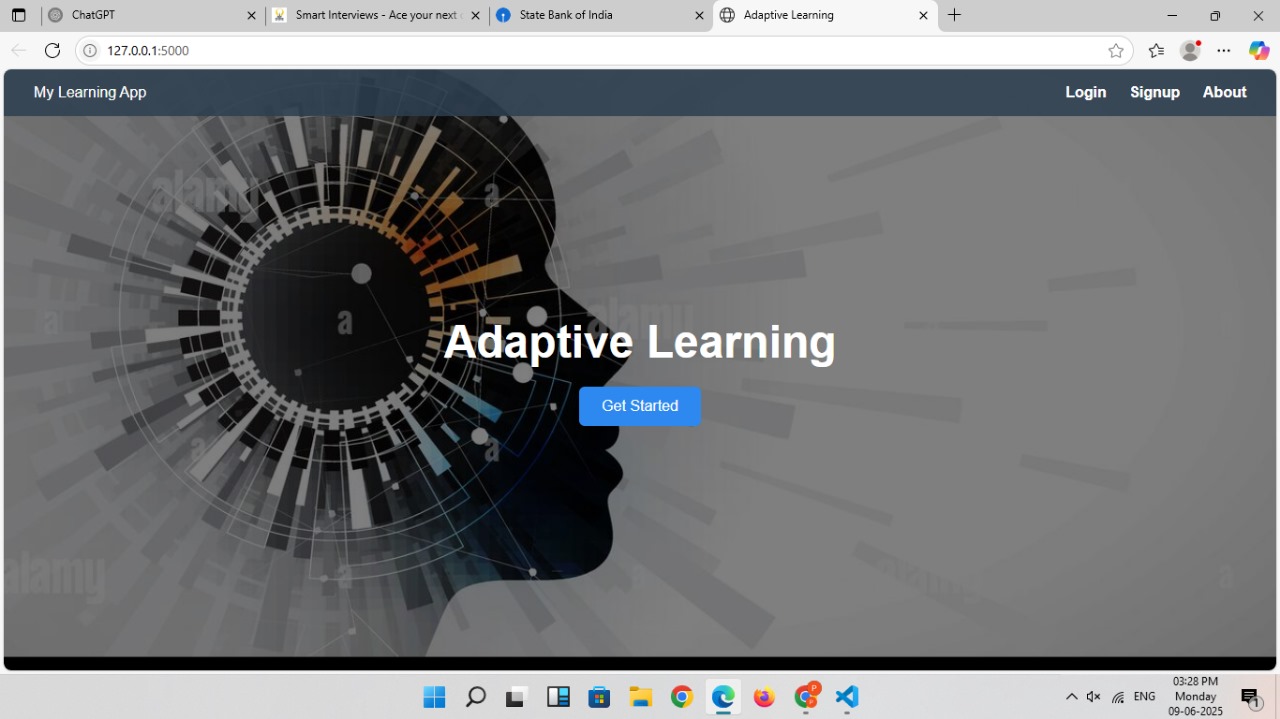 ChatGPT
Smart Interviews - Ace your next c
State Bank of India
Adaptive Learning
127.0.0.1:5000
My Learning App
Login Signup About
alamy
a
a
alamy
a
Adaptive Learning
Get Started
a
a
alamy
a
a
alamy
a
03:28 PM
ENG Monday
09-06-2025
1